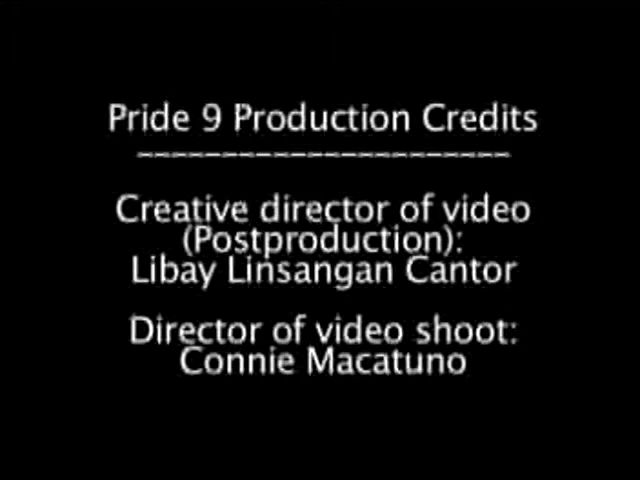 Pride 9 Production Credits
----------------------
Creative director of video
(Postproduction):
Libay Linsangan Cantor
Director of video shoot:
Connie Macatuno